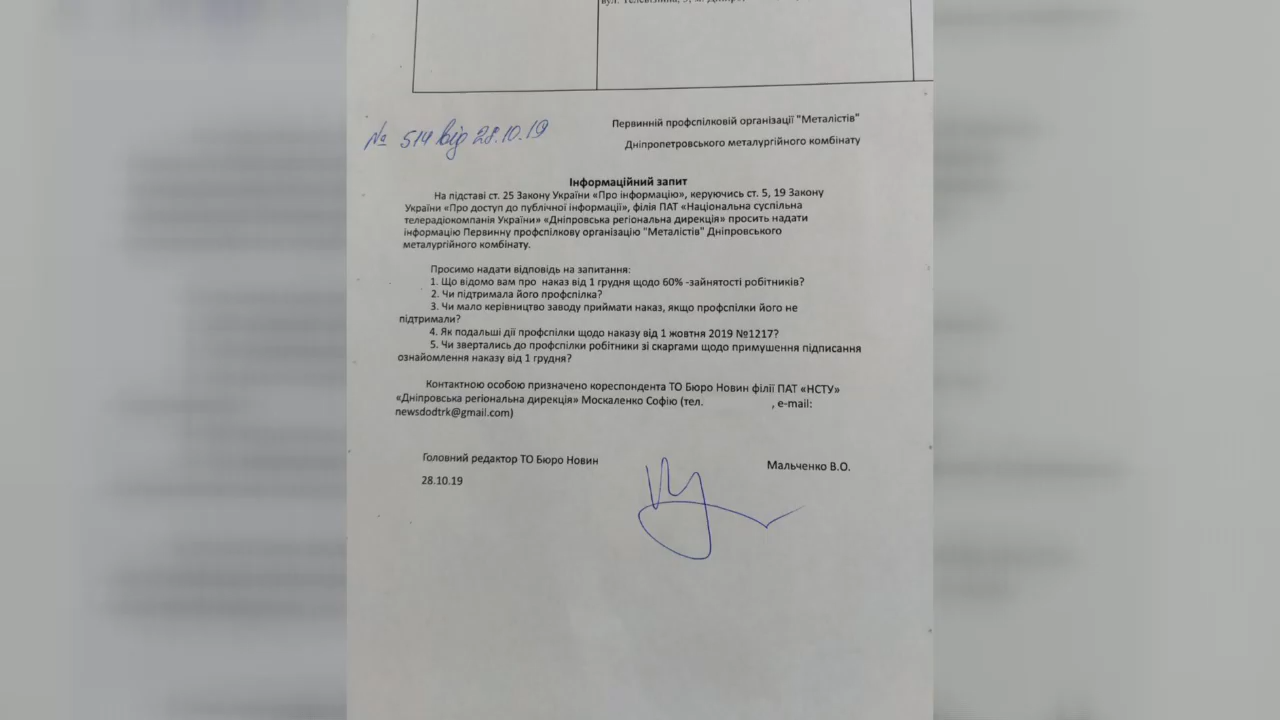 № 514 від 28.10.19
Первинній профспілковій організації "Металістів"
Дніпропетровського металургійного комбінату
Інформаційний запит
На підставі ст. 25 Закону України «Про інформацію», керуючись ст. 5, 19 Закону
України «Про доступ до публічної інформації», філія ПАТ «Національна суспільна
телерадіокомпанія України» «Дніпровська регіональна дирекція» просить надати
інформацію Первинну профспілкову організацію "Металістів" Дніпровського
металургійного комбінату.
Просимо надати відповідь на запитання:
1. Що відомо вам про наказ від 1 грудня щодо 60% -зайнятості робітників?
2. Чи підтримала його профспілка?
3. Чи мало керівництво заводу приймати наказ, якщо профспілки його не
підтримали?
4. Як подальші дії профспілки щодо наказу від 1 жовтня 2019 №1217?
5. Чи звертались до профспілки робітники зі скаргами щодо примушення підписання
ознайомлення наказу від 1 грудня?
Контактною особою призначено кореспондента ТО Бюро Новин філії ПАТ «НСТУ»
«Дніпровська регіональна дирекція» Москаленко Софію (тел. , e-mail:
newsdodtrk@gmail.com)
Головний редактор ТО Бюро Новин Мальченко В.О.
28.10.19